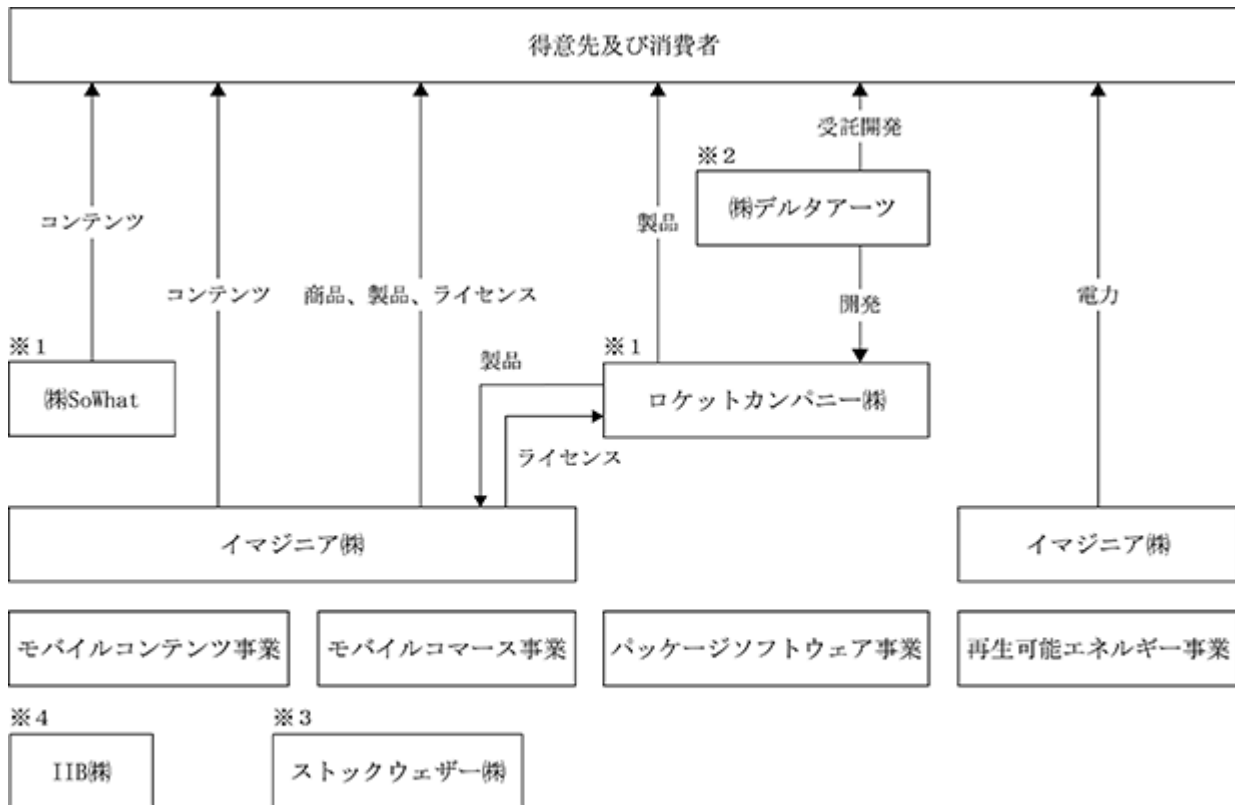 得意先及び消費者
受託開発
※2
㈱デルタアーツ
コンテンツ
製品
コンテンツ
商品、製品、ライセンス
開発
電力
※1
㈱SoWhat
製品
※1
ロケットカンパニー㈱
ライセンス
イマジニア㈱
イマジニア㈱
モバイルコンテンツ事業
モバイルコマース事業
パッケージソフトウェア事業
再生可能エネルギー事業
※4
IIB㈱
※3
ストックウェザー㈱